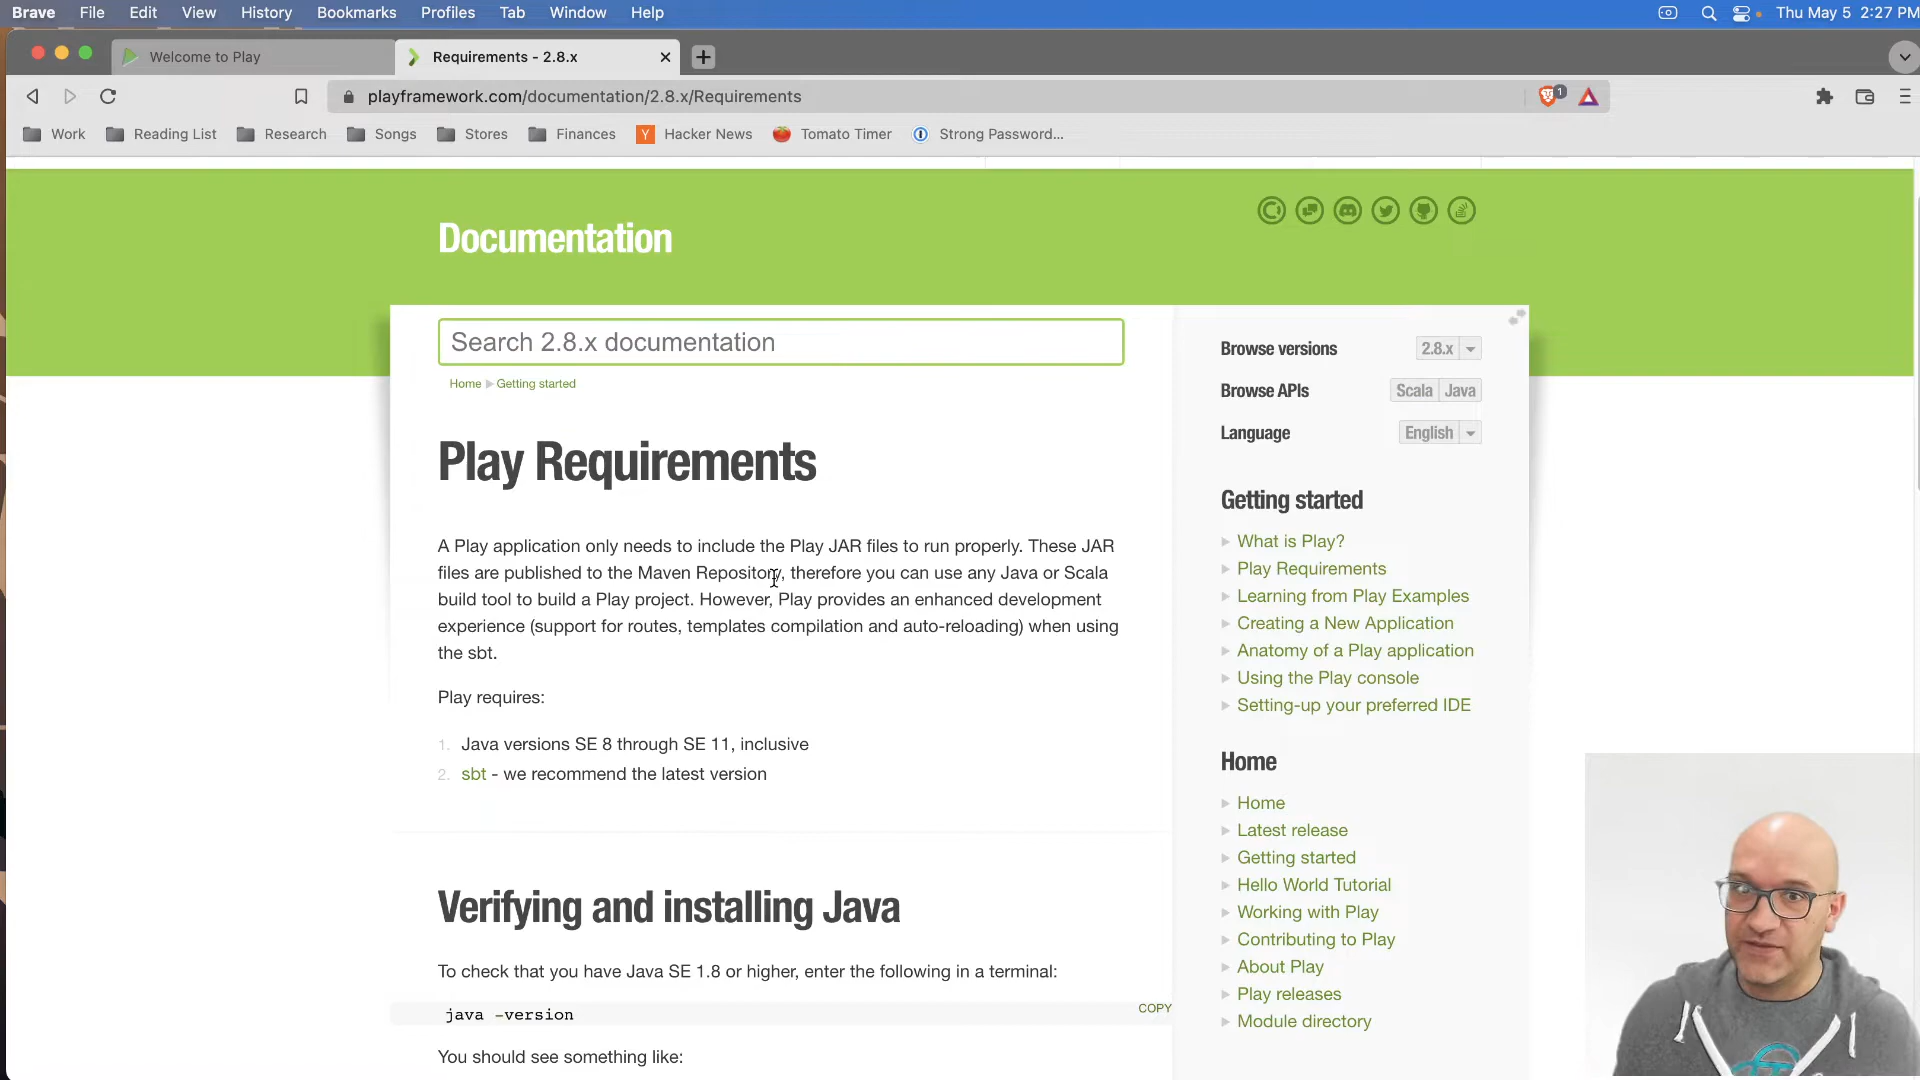 Brave File Edit View History Bookmarks Profiles Tab Window Help Thu May 5 2:27 PM
Welcome to Play
Requirements - 2.8.x
playframework.com/documentation/2.8.x/Requirements 1
Work Reading List Research Songs Stores Finances Hacker News Tomato Timer Strong Password...
Documentation
Search 2.8.x documentation
Home Getting started
Play Requirements
A Play application only needs to include the Play JAR files to run properly. These JAR
files are published to the Maven Repository, therefore you can use any Java or Scala
build tool to build a Play project. However, Play provides an enhanced development
experience (support for routes, templates compilation and auto-reloading) when using
the sbt.
Play requires:
1. Java versions SE 8 through SE 11, inclusive
2. sbt - we recommend the latest version
Verifying and installing Java
To check that you have Java SE 1.8 or higher, enter the following in a terminal:
COPY
java -version
You should see something like:
Browse versions 2.8.x
Browse APIs Scala Java
Language English
Getting started
What is Play?
Play Requirements
Learning from Play Examples
Creating a New Application
Anatomy of a Play application
Using the Play console
Setting-up your preferred IDE
Home
Home
Latest release
Getting started
Hello World Tutorial
Working with Play
Contributing to Play
About Play
Play releases
Module directory